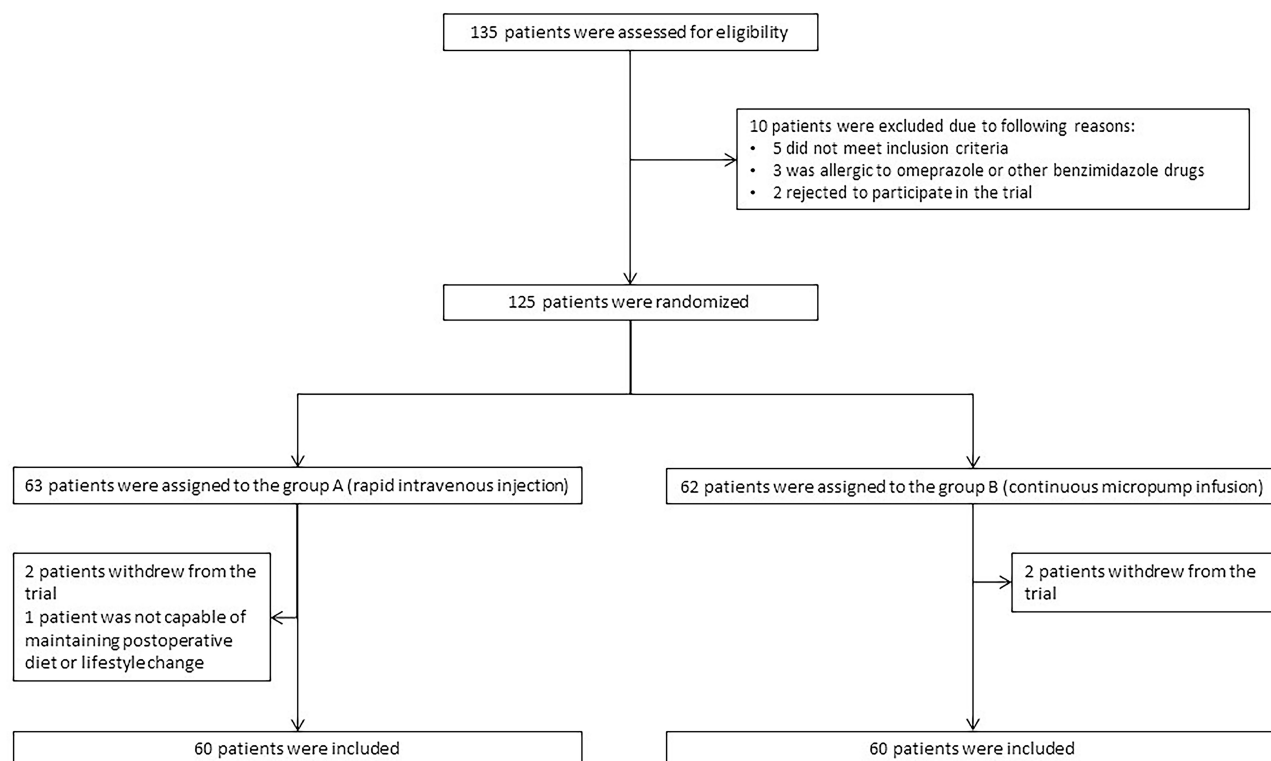 135 patients were assessed for eligibility
10 patients were excluded due to following reasons:
• 5 did not meet inclusion criteria
• 3 was allergic to omeprazole or other benzimidazole drugs
• 2 rejected to participate in the trial
125 patients were randomized
63 patients were assigned to the group A (rapid intravenous injection)
62 patients were assigned to the group B (continuous micropump infusion)
2 patients withdrew from the
trial
1 patient was not capable of
maintaining postoperative
diet or lifestyle change
2 patients withdrew from the
trial
60 patients were included
60 patients were included